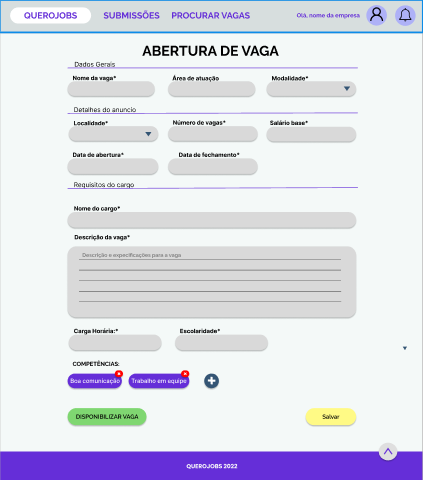 QUEROJOBS SUBMISSÕES PROCURAR VAGAS Olá, nome da empresa
ABERTURA DE VAGA
Dados Gerais
Nome da vaga* Área de atuação Modalidade*
Detalhes do anuncio
Localidade* Número de vagas* Salário base*
Data de abertura* Data de fechamento*
Requisitos do cargo
Nome do cargo*
Descrição da vaga*
Descrição e expecificações para a vaga
Carga Horária:* Escolaridade*
COMPETÊNCIAS:
Boa comunicação Trabalho em equipe
DISPONIBILIZAR VAGA Salvar
QUEROJOBS 2022